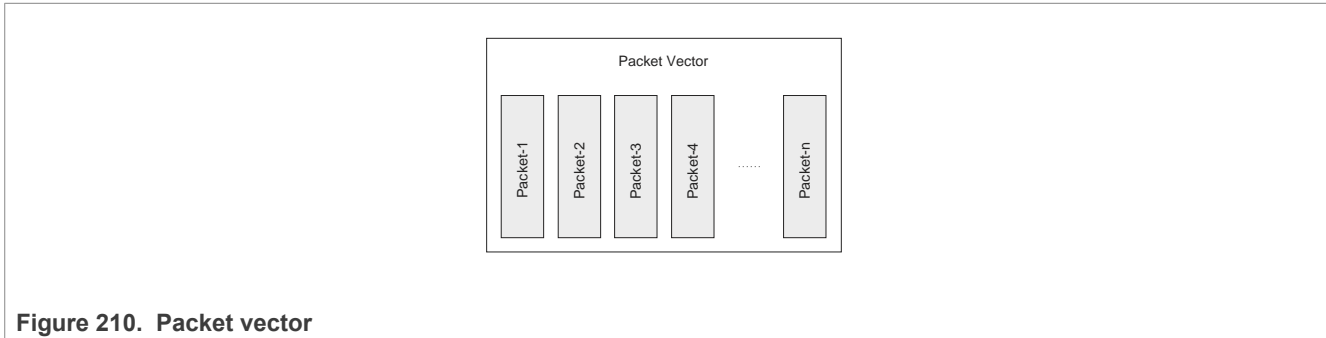 Packet Vector
Packet-1
Packet-2
Packet-3
Packet-4
......
Packet-n
Figure 210. Packet vector